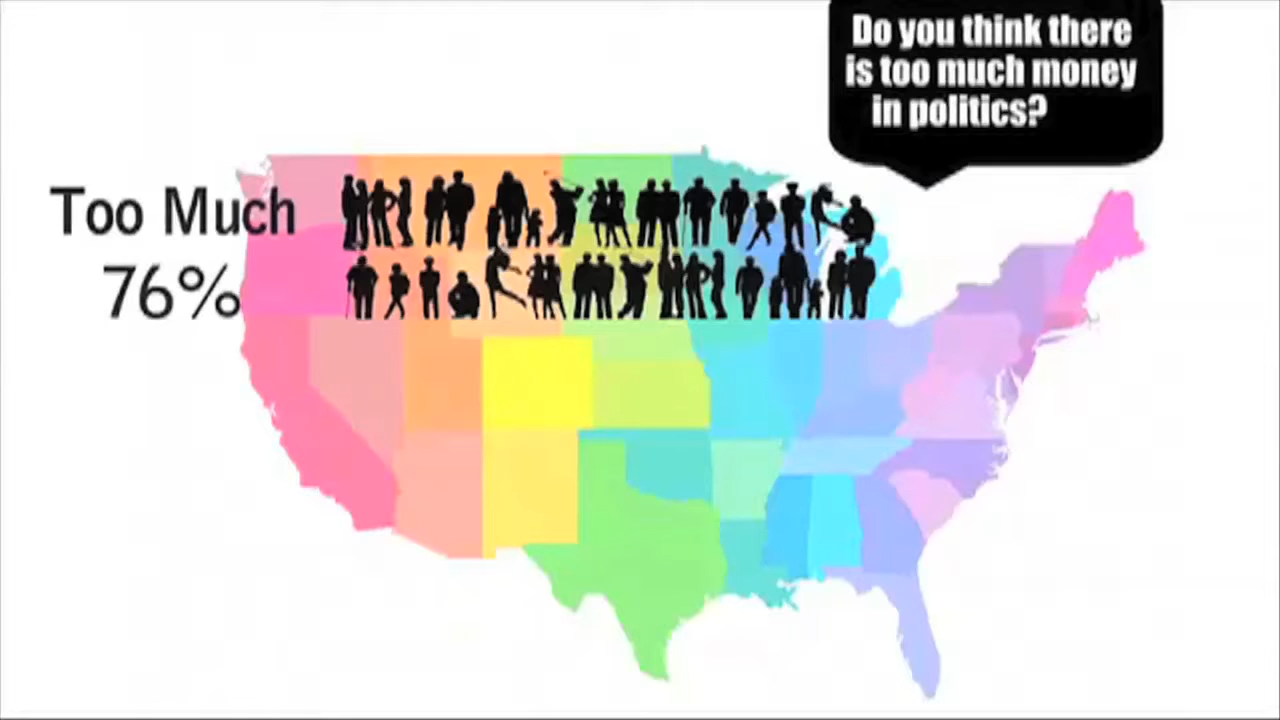 Do you think there
is too much money
in politics?
Too Much
76%